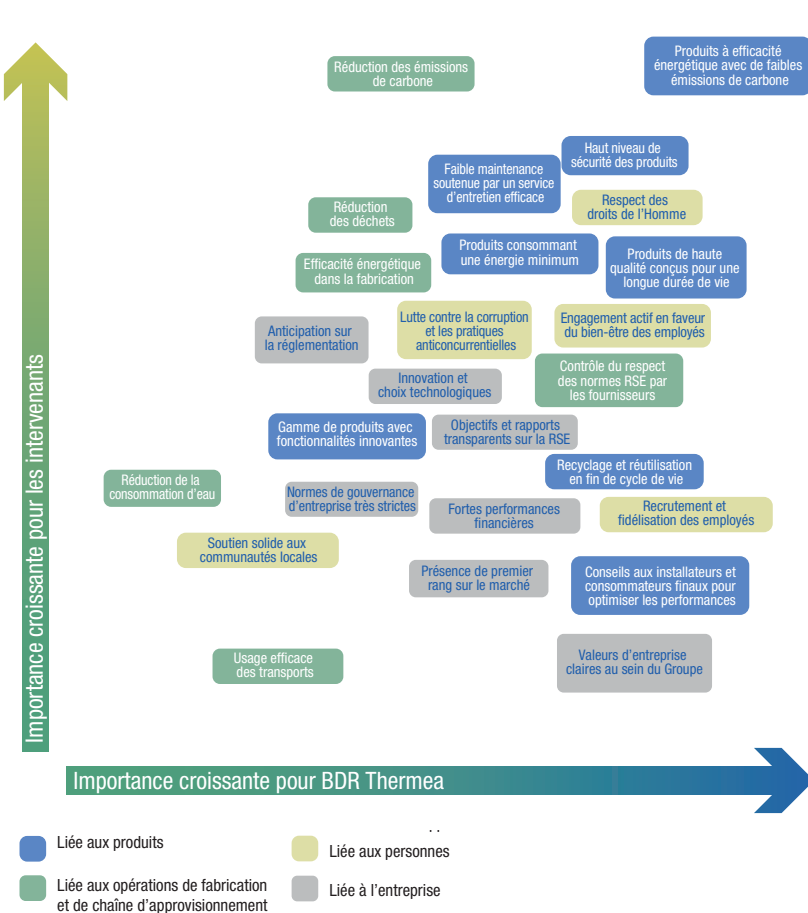 Réduction des émissions
de carbone
Produits à efficacité
énergétique avec de faibles
émissions de carbone
Haut niveau de
sécurité des produits
Faible maintenance
soutenue par un service
d'entretien efficace
Respect des
droits de l'Homme
Réduction
des déchets
Produits consommant
une énergie minimum
Produits de haute
qualité conçus pour une
longue durée de vie
Efficacité énergétique
dans la fabrication
Lutte contre la corruption
et les pratiques
anticoncurrentielles
Engagement actif en faveur
du bien-être des employés
Anticipation sur
la réglementation
Contrôle du respect
des normes RSE par
les fournisseurs
Innovation et
choix technologiques
Gamme de produits avec
fonctionnalités innovantes
Objectifs et rapports
transparents sur la RSE
Recyclage et réutilisation
en fin de cycle de vie
Réduction de la
consommation d'eau
Normes de gouvernance
d'entreprise très strictes
Fortes performances
financières
Recrutement et
fidélisation des employés
Soutien solide aux
communautés locales
Présence de premier
rang sur le marché
Conseils aux installateurs et
consommateurs finaux pour
optimiser les performances
Usage efficace
des transports
Valeurs d'entreprise
claires au sein du Groupe
Importance croissante pour les intervenants
Importance croissante pour BDR Thermea
Liée aux produits
Liée aux personnes
Liée aux opérations de fabrication
et de chaîne d'approvisionnement
Liée à l'entreprise